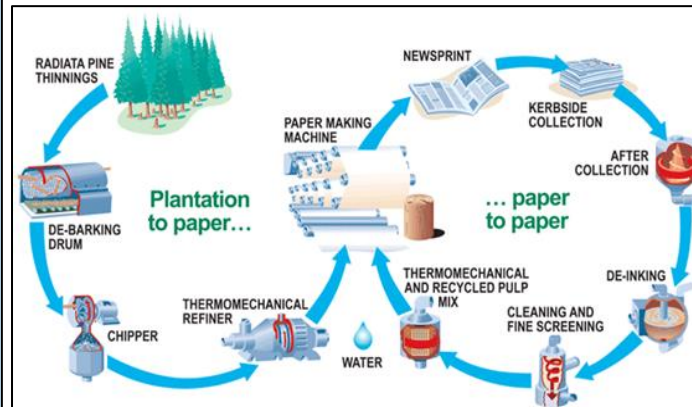 RADIATA PINE
THINNINGS
DE-BARKING
DRUM
CHIPPER
Plantation
to paper...
THERMOMECHANICAL
REFINER
WATER
PAPER MAKING
MACHINE
NEWSPRINT
KERBSIDE
COLLECTION
AFTER
COLLECTION
... paper
to paper
DE-INKING
CLEANING AND
FINE SCREENING
THERMOMECHANICAL
AND RECYCLED PULP
MIX